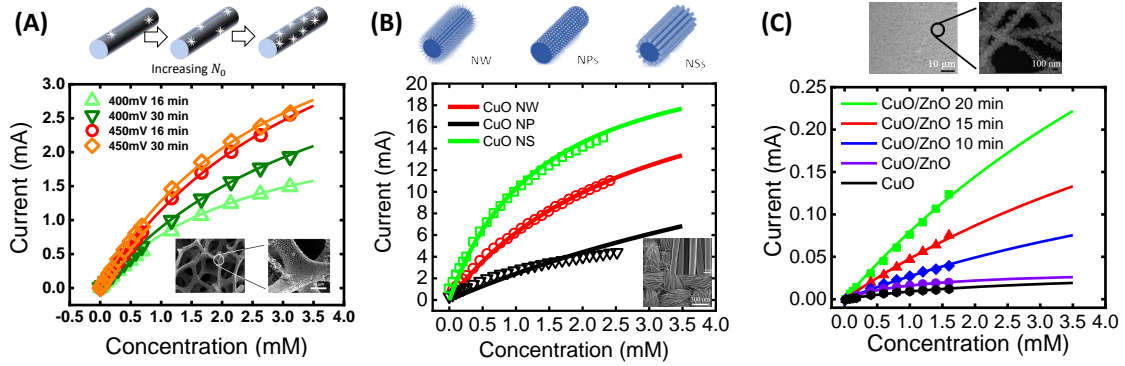 (A)
Increasing N0
3.0
2.5
2.0
1.5
1.0
0.5
0.0
Current (mA)
400mV 16 min
400mV 30 min
450mV 16 min
450mV 30 min
-0.5 0.0 0.5 1.0 1.5 2.0 2.5 3.0 3.5 4.0
Concentration (mM)
(B)
NW NPs NSs
20
18
16
14
12
10
8
6
4
2
0
Current (mA)
CuO NW
CuO NP
CuO NS
500 nm
0.0 0.5 1.0 1.5 2.0 2.5 3.0 3.5 4.0
Concentration (mM)
(C)
10 μm
100 nm
0.25
0.20
0.15
0.10
0.05
0.00
Current (mA)
CuO/ZnO 20 min
CuO/ZnO 15 min
CuO/ZnO 10 min
CuO/ZnO
CuO
0.0 0.5 1.0 1.5 2.0 2.5 3.0 3.5 4.0
Concentration (mM)